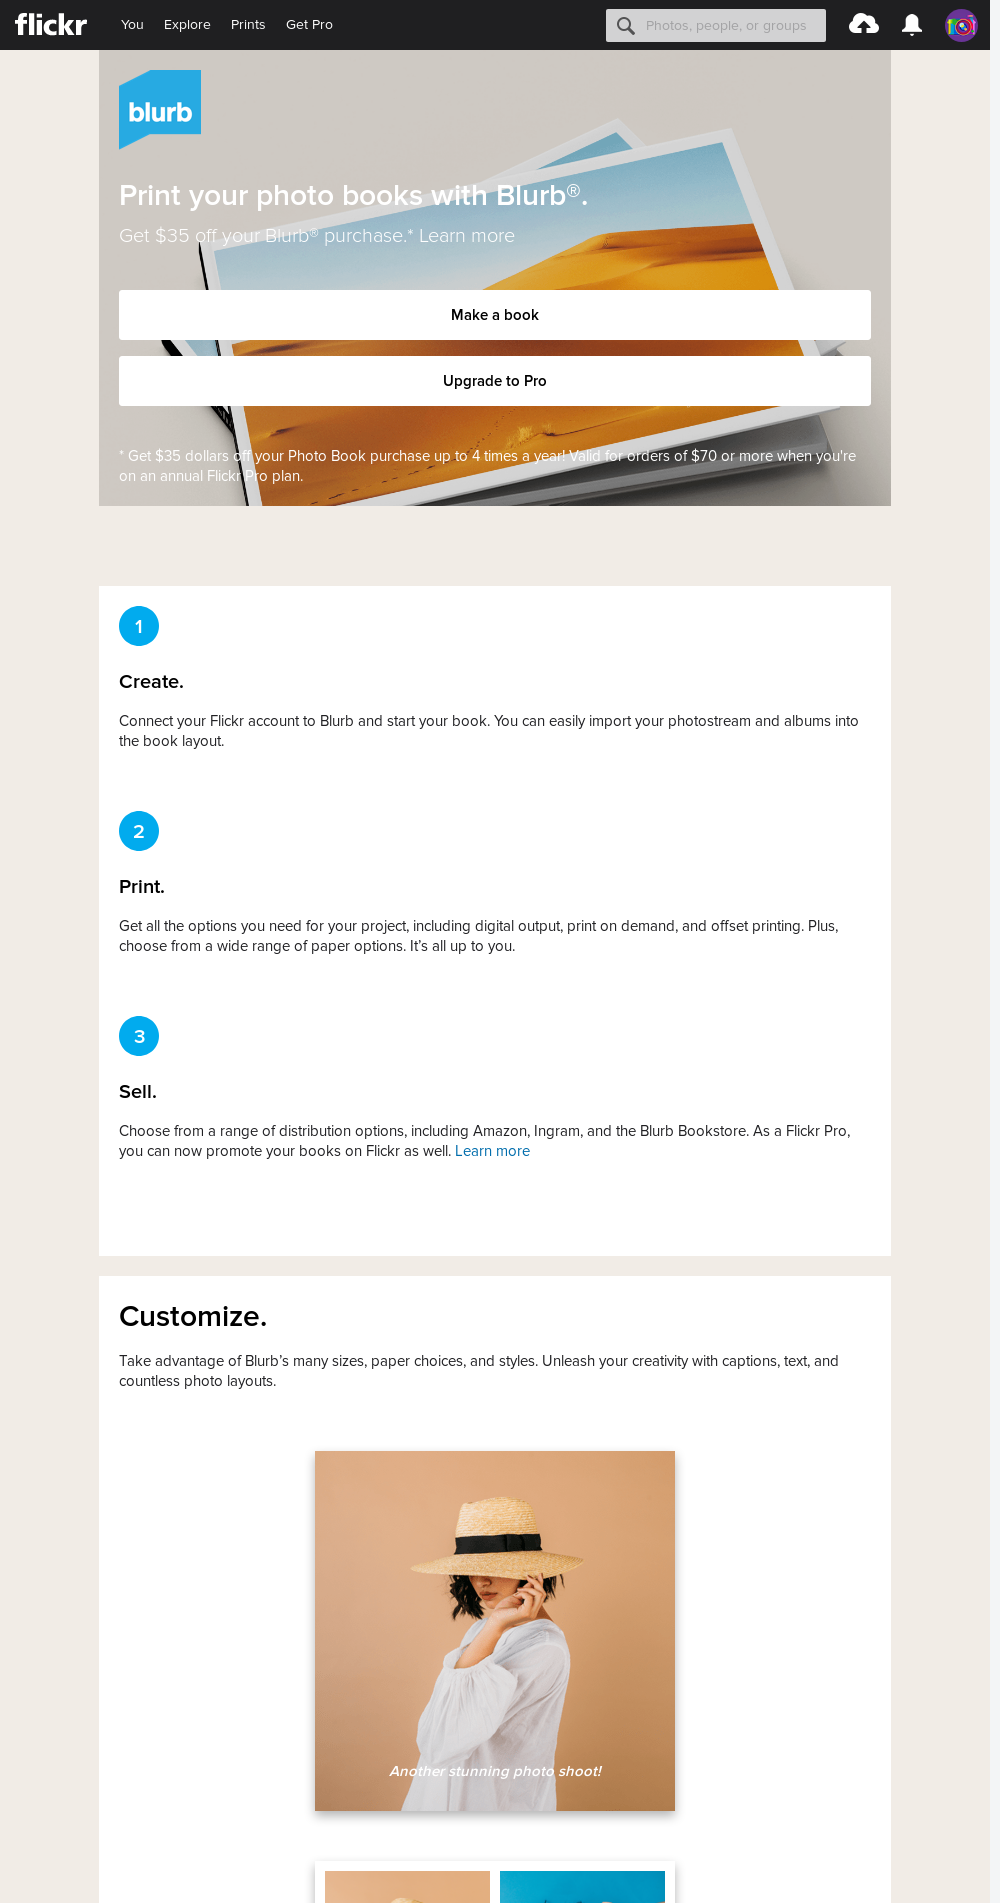 flickr You Explore Prints Get Pro Photos, people, or groups
blurb
Print your photo books with Blurb®.
Get $35 off your Blurb® purchase.* Learn more
Make a book
Upgrade to Pro
* Get $35 dollars off your Photo Book purchase up to 4 times a year! Valid for orders of $70 or more when you're
on an annual Flickr Pro plan.
1
Create.
Connect your Flickr account to Blurb and start your book. You can easily import your photostream and albums into
the book layout.
2
Print.
Get all the options you need for your project, including digital output, print on demand, and offset printing. Plus,
choose from a wide range of paper options. It’s all up to you.
3
Sell.
Choose from a range of distribution options, including Amazon, Ingram, and the Blurb Bookstore. As a Flickr Pro,
you can now promote your books on Flickr as well. Learn more
Customize.
Take advantage of Blurb’s many sizes, paper choices, and styles. Unleash your creativity with captions, text, and
countless photo layouts.
Another stunning photo shoot!